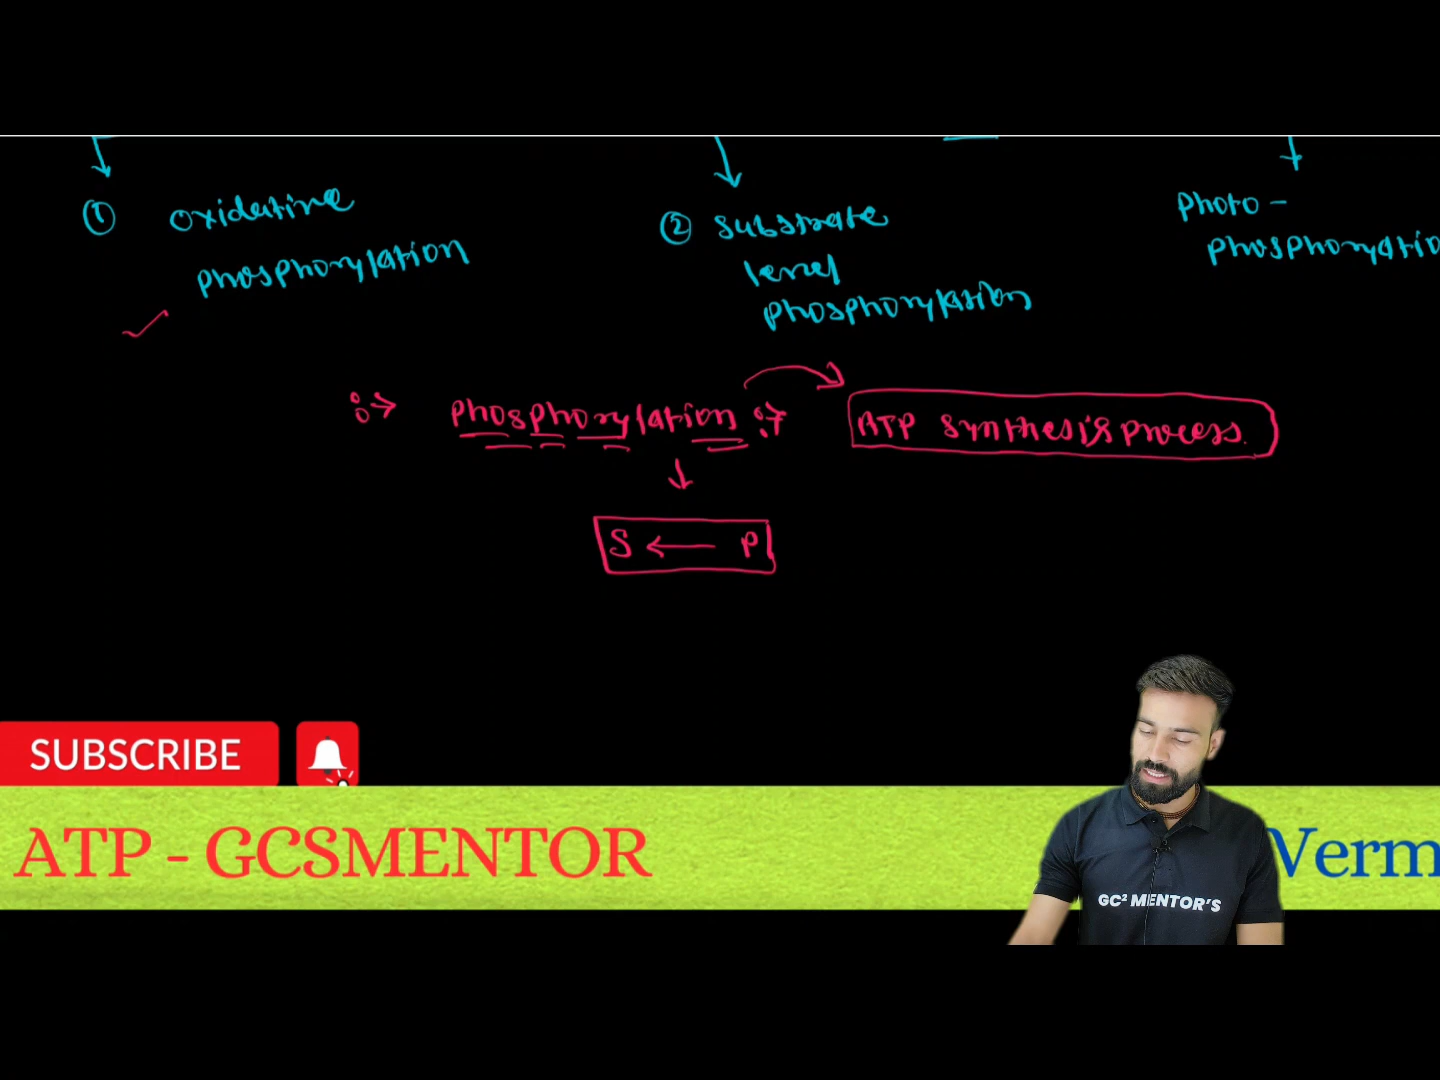 ① oxidative
phosphorylation
② substrate
level
phosphorylation
Photo-
phosphorylatio
phosphorylation :→ ATP synthesis process.
S ← P
SUBSCRIBE
ATP - GCSMENTOR
Verm
GC² MENTOR'S